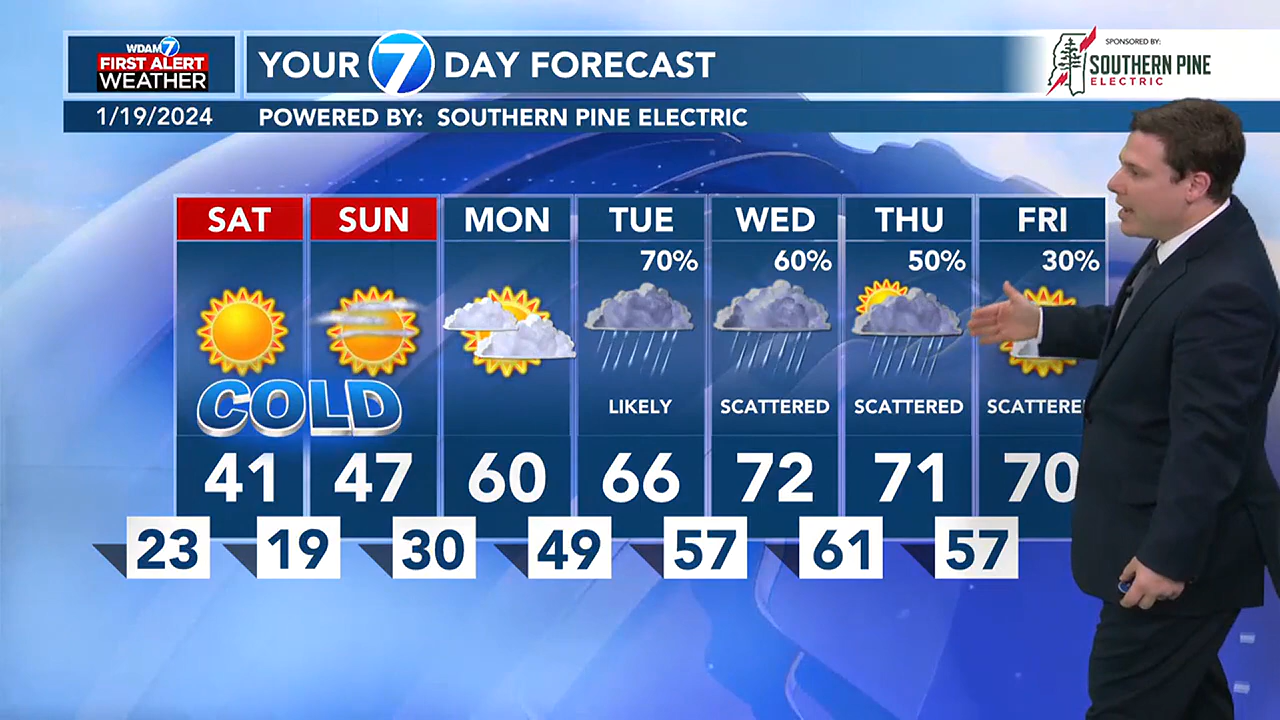 WDAM 7
FIRST ALERT
WEATHER
YOUR 7 DAY FORECAST
SPONSORED BY:
SOUTHERN PINE
ELECTRIC
1/19/2024
POWERED BY: SOUTHERN PINE ELECTRIC
SAT SUN MON TUE WED THU FRI
70% 60% 50% 30%
COLD
LIKELY SCATTERED SCATTERED SCATTERE
41 47 60 66 72 71 70
23 19 30 49 57 61 57